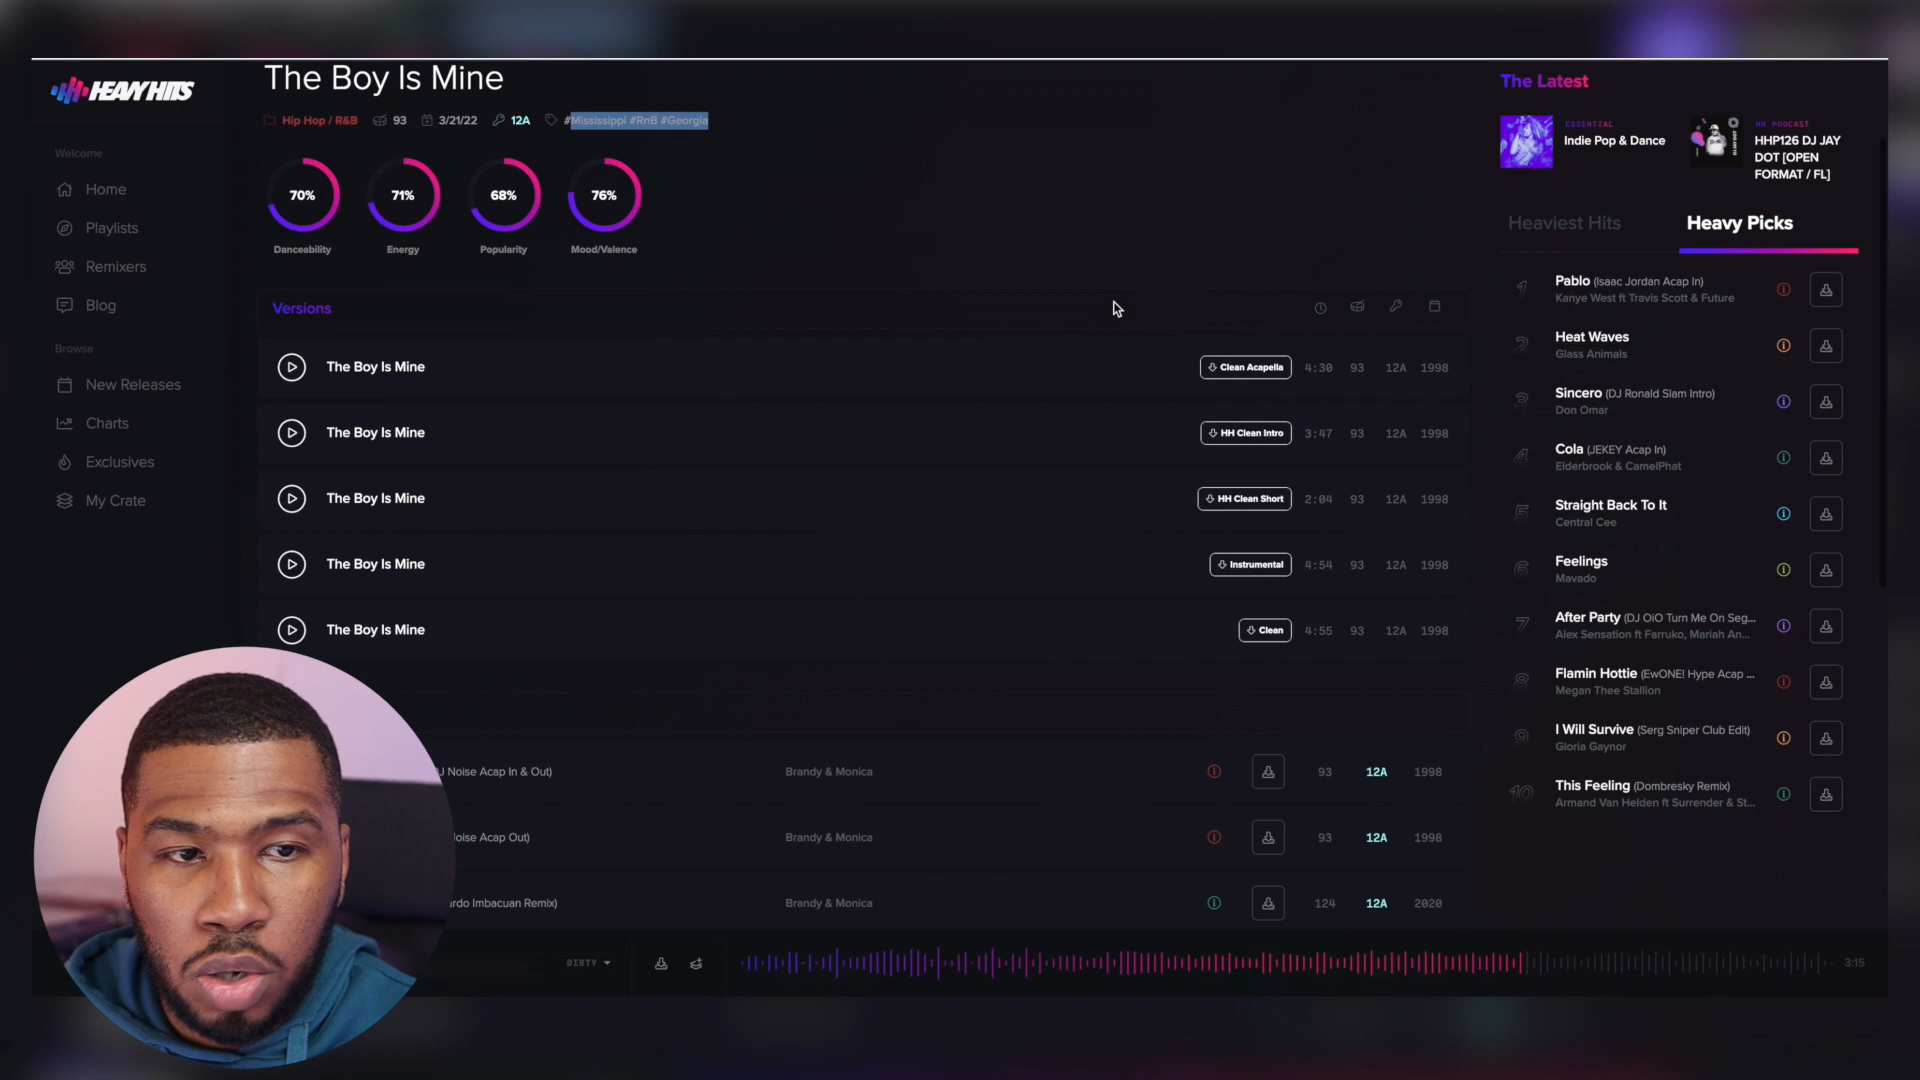 HEAVY HITS
Welcome
Home
Playlists
Remixers
Blog
Browse
New Releases
Charts
Exclusives
My Crate
The Boy Is Mine
Hip Hop / R&B 93 3/21/22 12A #Mississippi #RnB #Georgia
70% 71% 68% 76%
Danceability Energy Popularity Mood/Valence
Versions
The Boy Is Mine Clean Acapella 4:30 93 12A 1998
The Boy Is Mine HH Clean Intro 3:47 93 12A 1998
The Boy Is Mine HH Clean Short 2:04 93 12A 1998
The Boy Is Mine Instrumental 4:54 93 12A 1998
The Boy Is Mine Clean 4:55 93 12A 1998
J Noise Acap In & Out) Brandy & Monica 93 12A 1998
loise Acap Out) Brandy & Monica 93 12A 1998
ardo Imbacuan Remix) Brandy & Monica 124 12A 2020
DIRTY 3:15
The Latest
ESSENTIAL
Indie Pop & Dance
HH PODCAST
HHP126 DJ JAY
DOT [OPEN
FORMAT / FL]
Heaviest Hits Heavy Picks
1 Pablo (Isaac Jordan Acap In)
Kanye West ft Travis Scott & Future
2 Heat Waves
Glass Animals
3 Sincero (DJ Ronald Slam Intro)
Don Omar
4 Cola (JEKEY Acap In)
Elderbrook & CamelPhat
5 Straight Back To It
Central Cee
6 Feelings
Mavado
7 After Party (DJ OiO Turn Me On Seg...
Alex Sensation ft Farruko, Mariah An...
8 Flamin Hottie (EwONE! Hype Acap ...
Megan Thee Stallion
9 I Will Survive (Serg Sniper Club Edit)
Gloria Gaynor
10 This Feeling (Dombresky Remix)
Armand Van Helden ft Surrender & St...